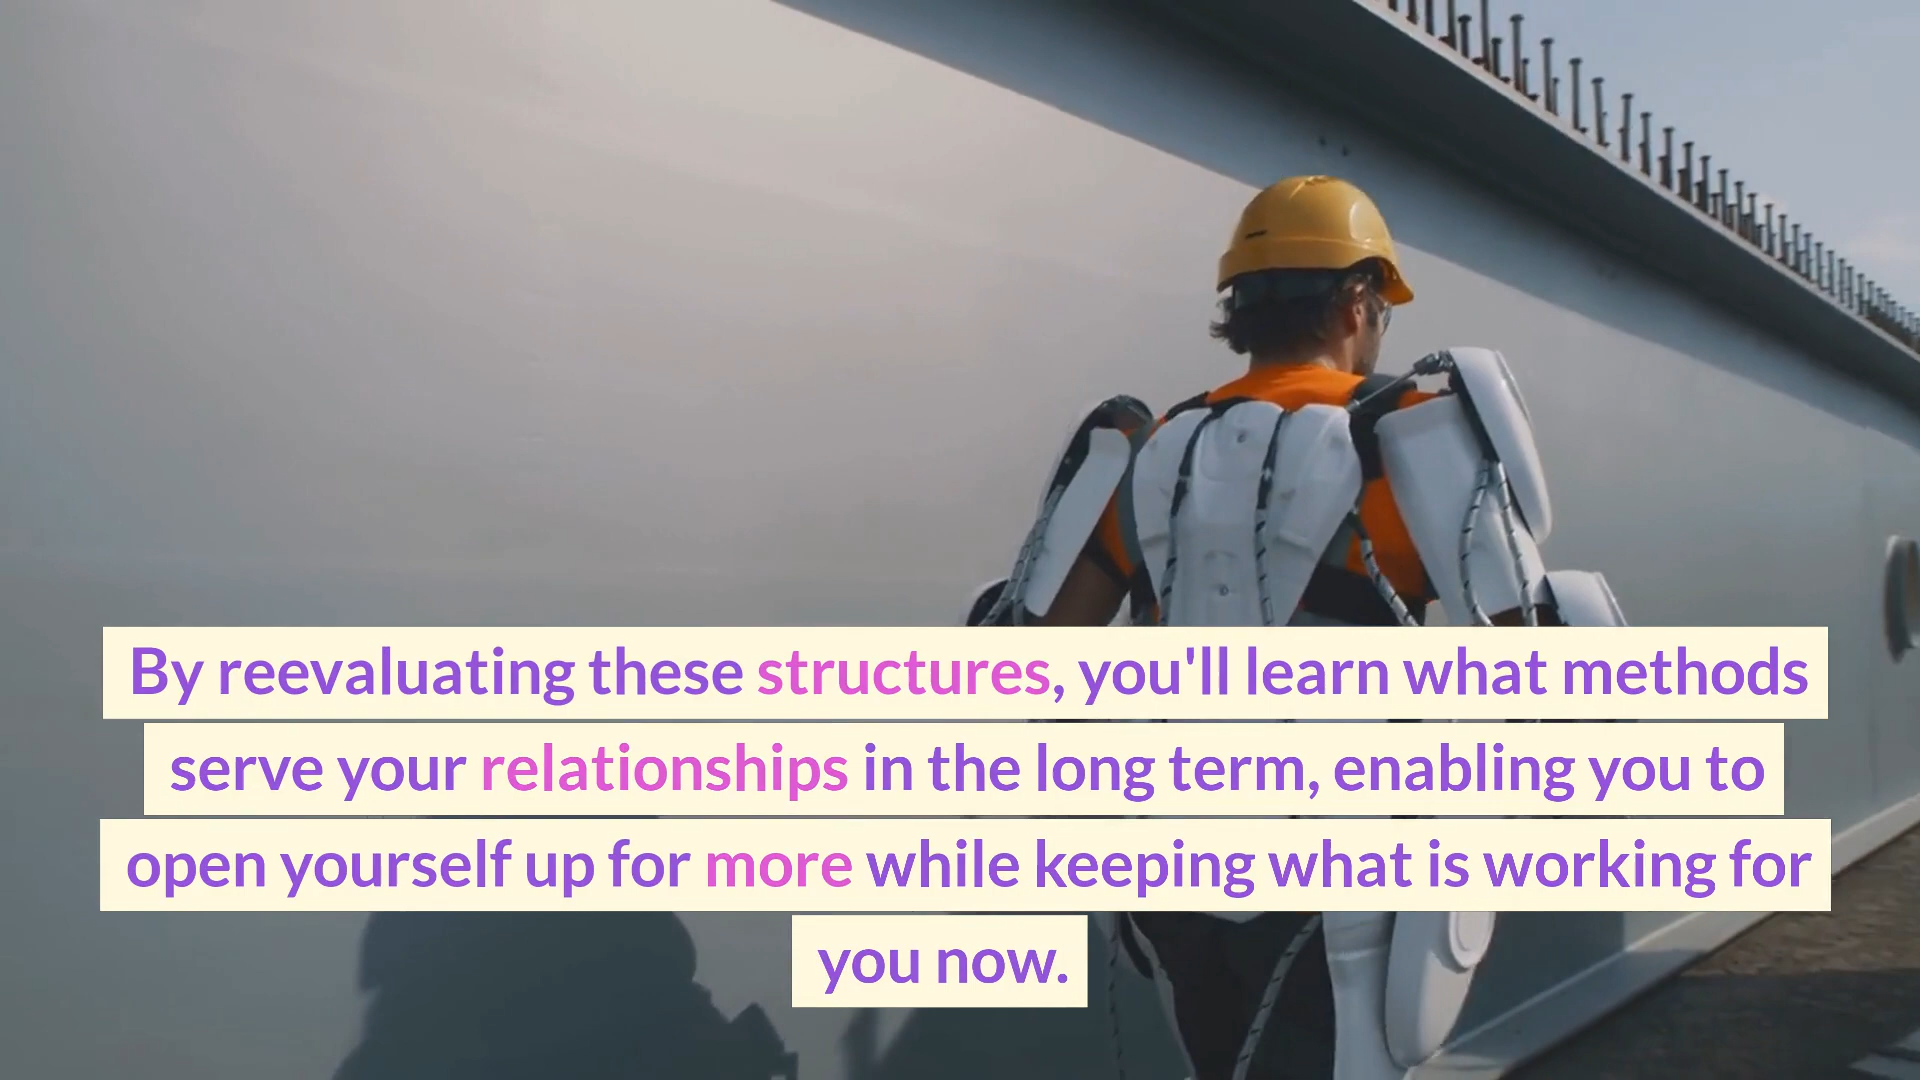 By reevaluating these structures, you'll learn what methods
serve your relationships in the long term, enabling you to
open yourself up for more while keeping what is working for
you now.